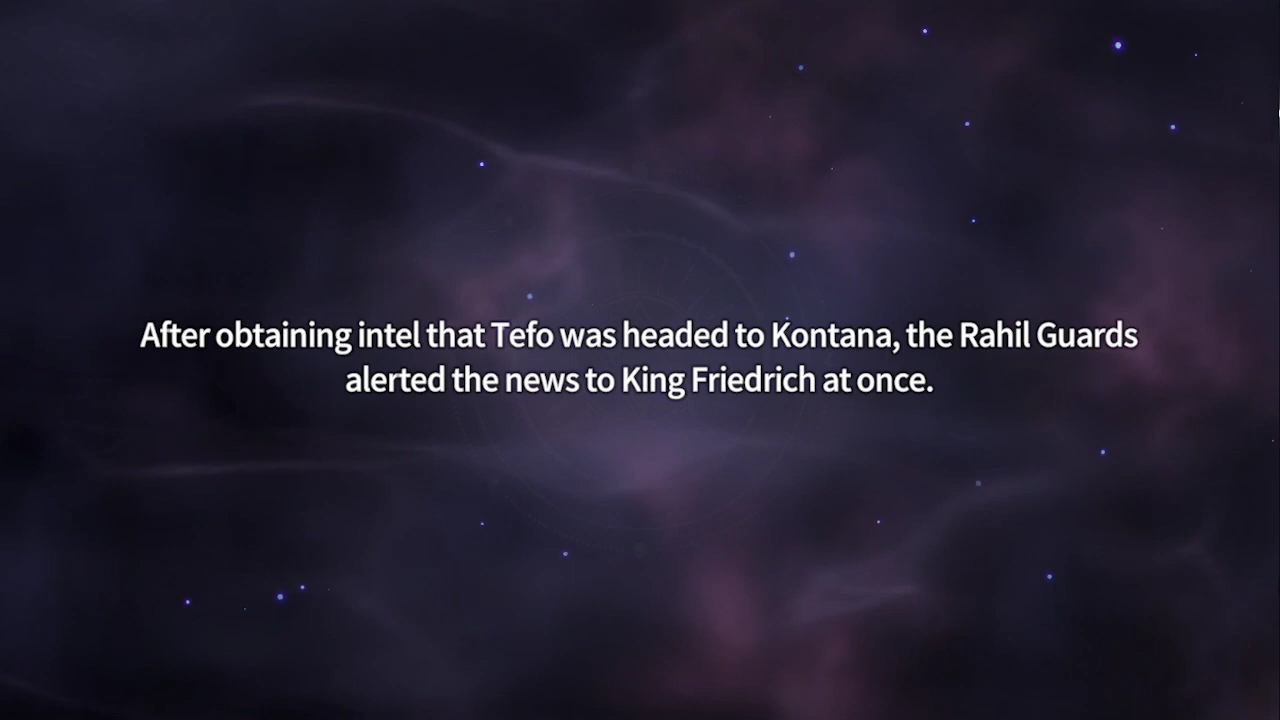 After obtaining intel that Tefo was headed to Kontana, the Rahil Guards
alerted the news to King Friedrich at once.